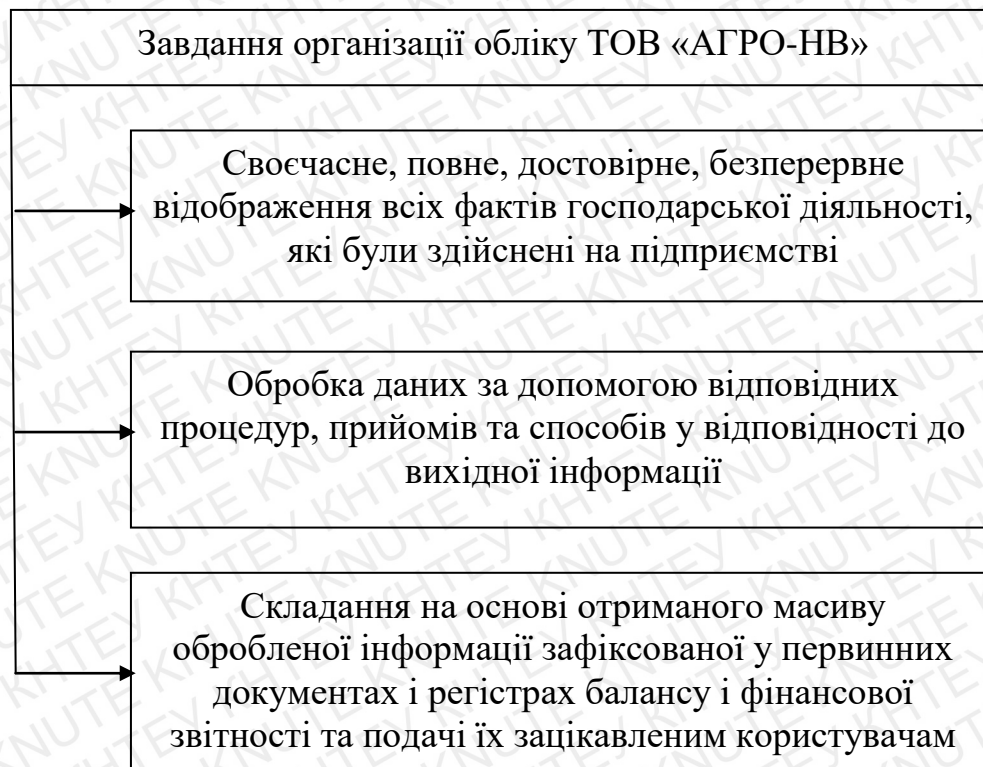 Завдання організації обліку ТОВ «АГРО-НВ»
Своєчасне, повне, достовірне, безперервне
відображення всіх фактів господарської діяльності,
які були здійснені на підприємстві
Обробка даних за допомогою відповідних
процедур, прийомів та способів у відповідності до
вихідної інформації
Складання на основі отриманого масиву
обробленої інформації зафіксованої у первинних
документах і регістрах балансу і фінансової
звітності та подачі їх зацікавленим користувачам